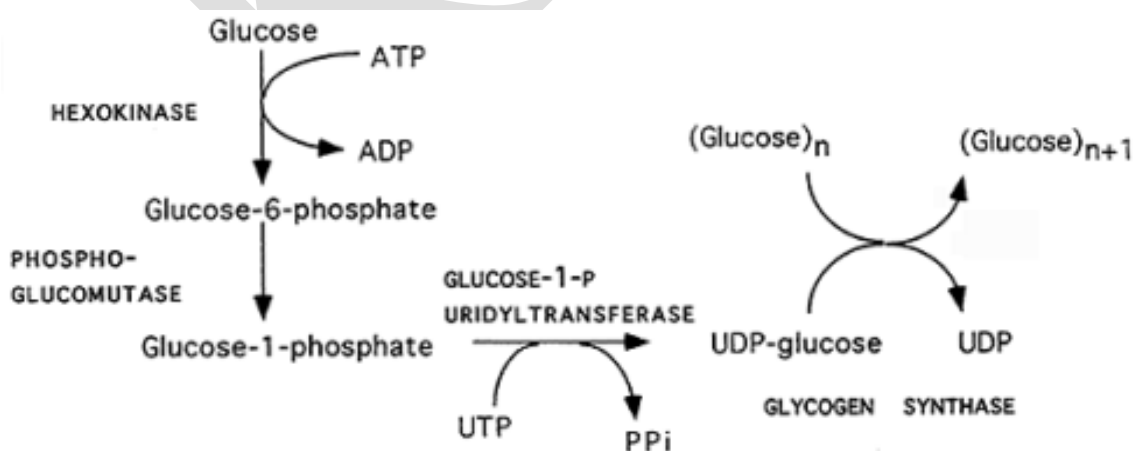 Glucose
ATP
HEXOKINASE
ADP
Glucose-6-phosphate
PHOSPHO-
GLUCOMUTASE
Glucose-1-phosphate
GLUCOSE-1-P
URIDYLTRANSFERASE
UTP
PPi
(Glucose)n
(Glucose)n+1
UDP-glucose
UDP
GLYCOGEN SYNTHASE